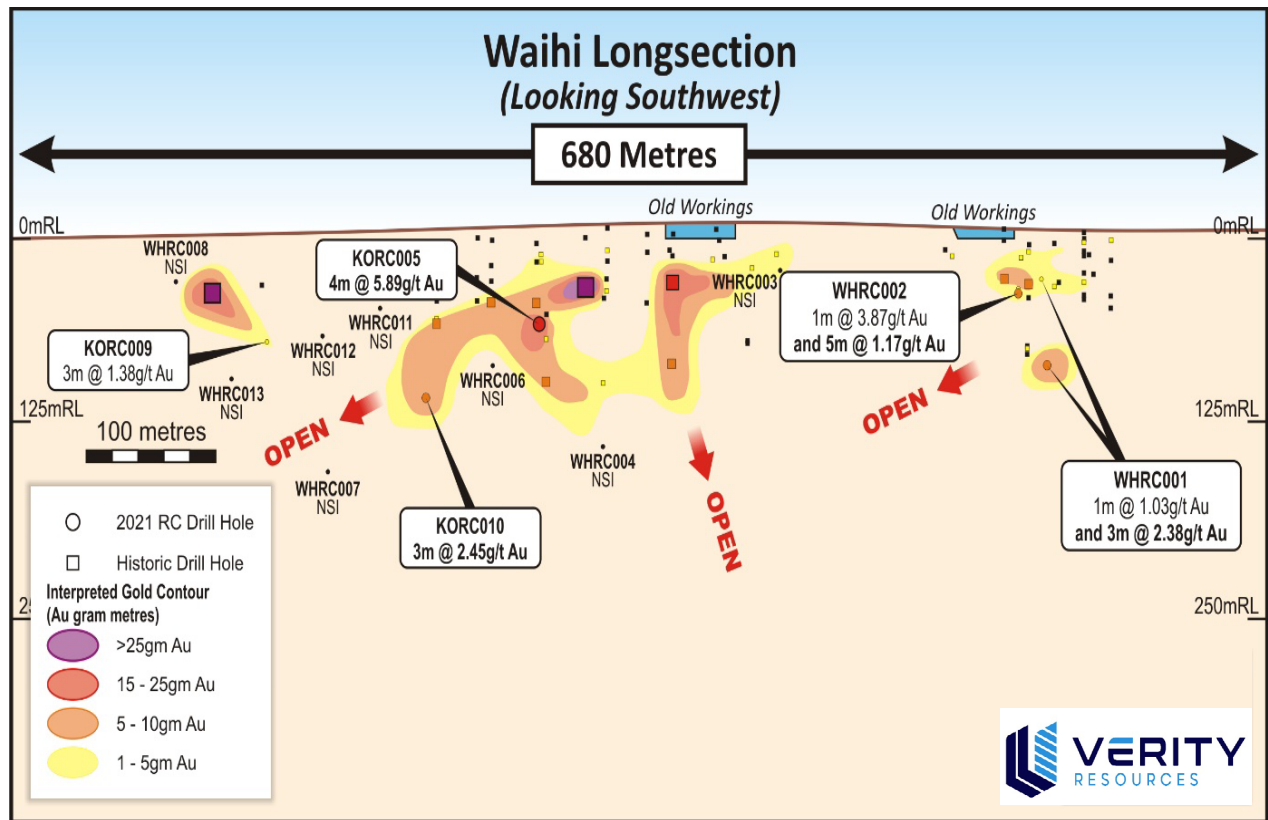 Waihi Longsection
(Looking Southwest)
680 Metres
Old Workings
Old Workings
0mRL
0mRL
WHRC008
NSI
KORC005
4m @ 5.89g/t Au
WHRC003
NSI
WHRC002
1m @ 3.87g/t Au
and 5m @ 1.17g/t Au
WHRC011
NSI
WHRC012
NSI
KORC009
3m @ 1.38g/t Au
WHRC013
NSI
WHRC006
NSI
OPEN
OPEN
OPEN
125mRL
125mRL
100 metres
WHRC004
NSI
WHRC007
NSI
KORC010
3m @ 2.45g/t Au
WHRC001
1m @ 1.03g/t Au
and 3m @ 2.38g/t Au
2021 RC Drill Hole
Historic Drill Hole
Interpreted Gold Contour
(Au gram metres)
>25gm Au
15 - 25gm Au
5 - 10gm Au
1 - 5gm Au
250mRL
VERITY
RESOURCES